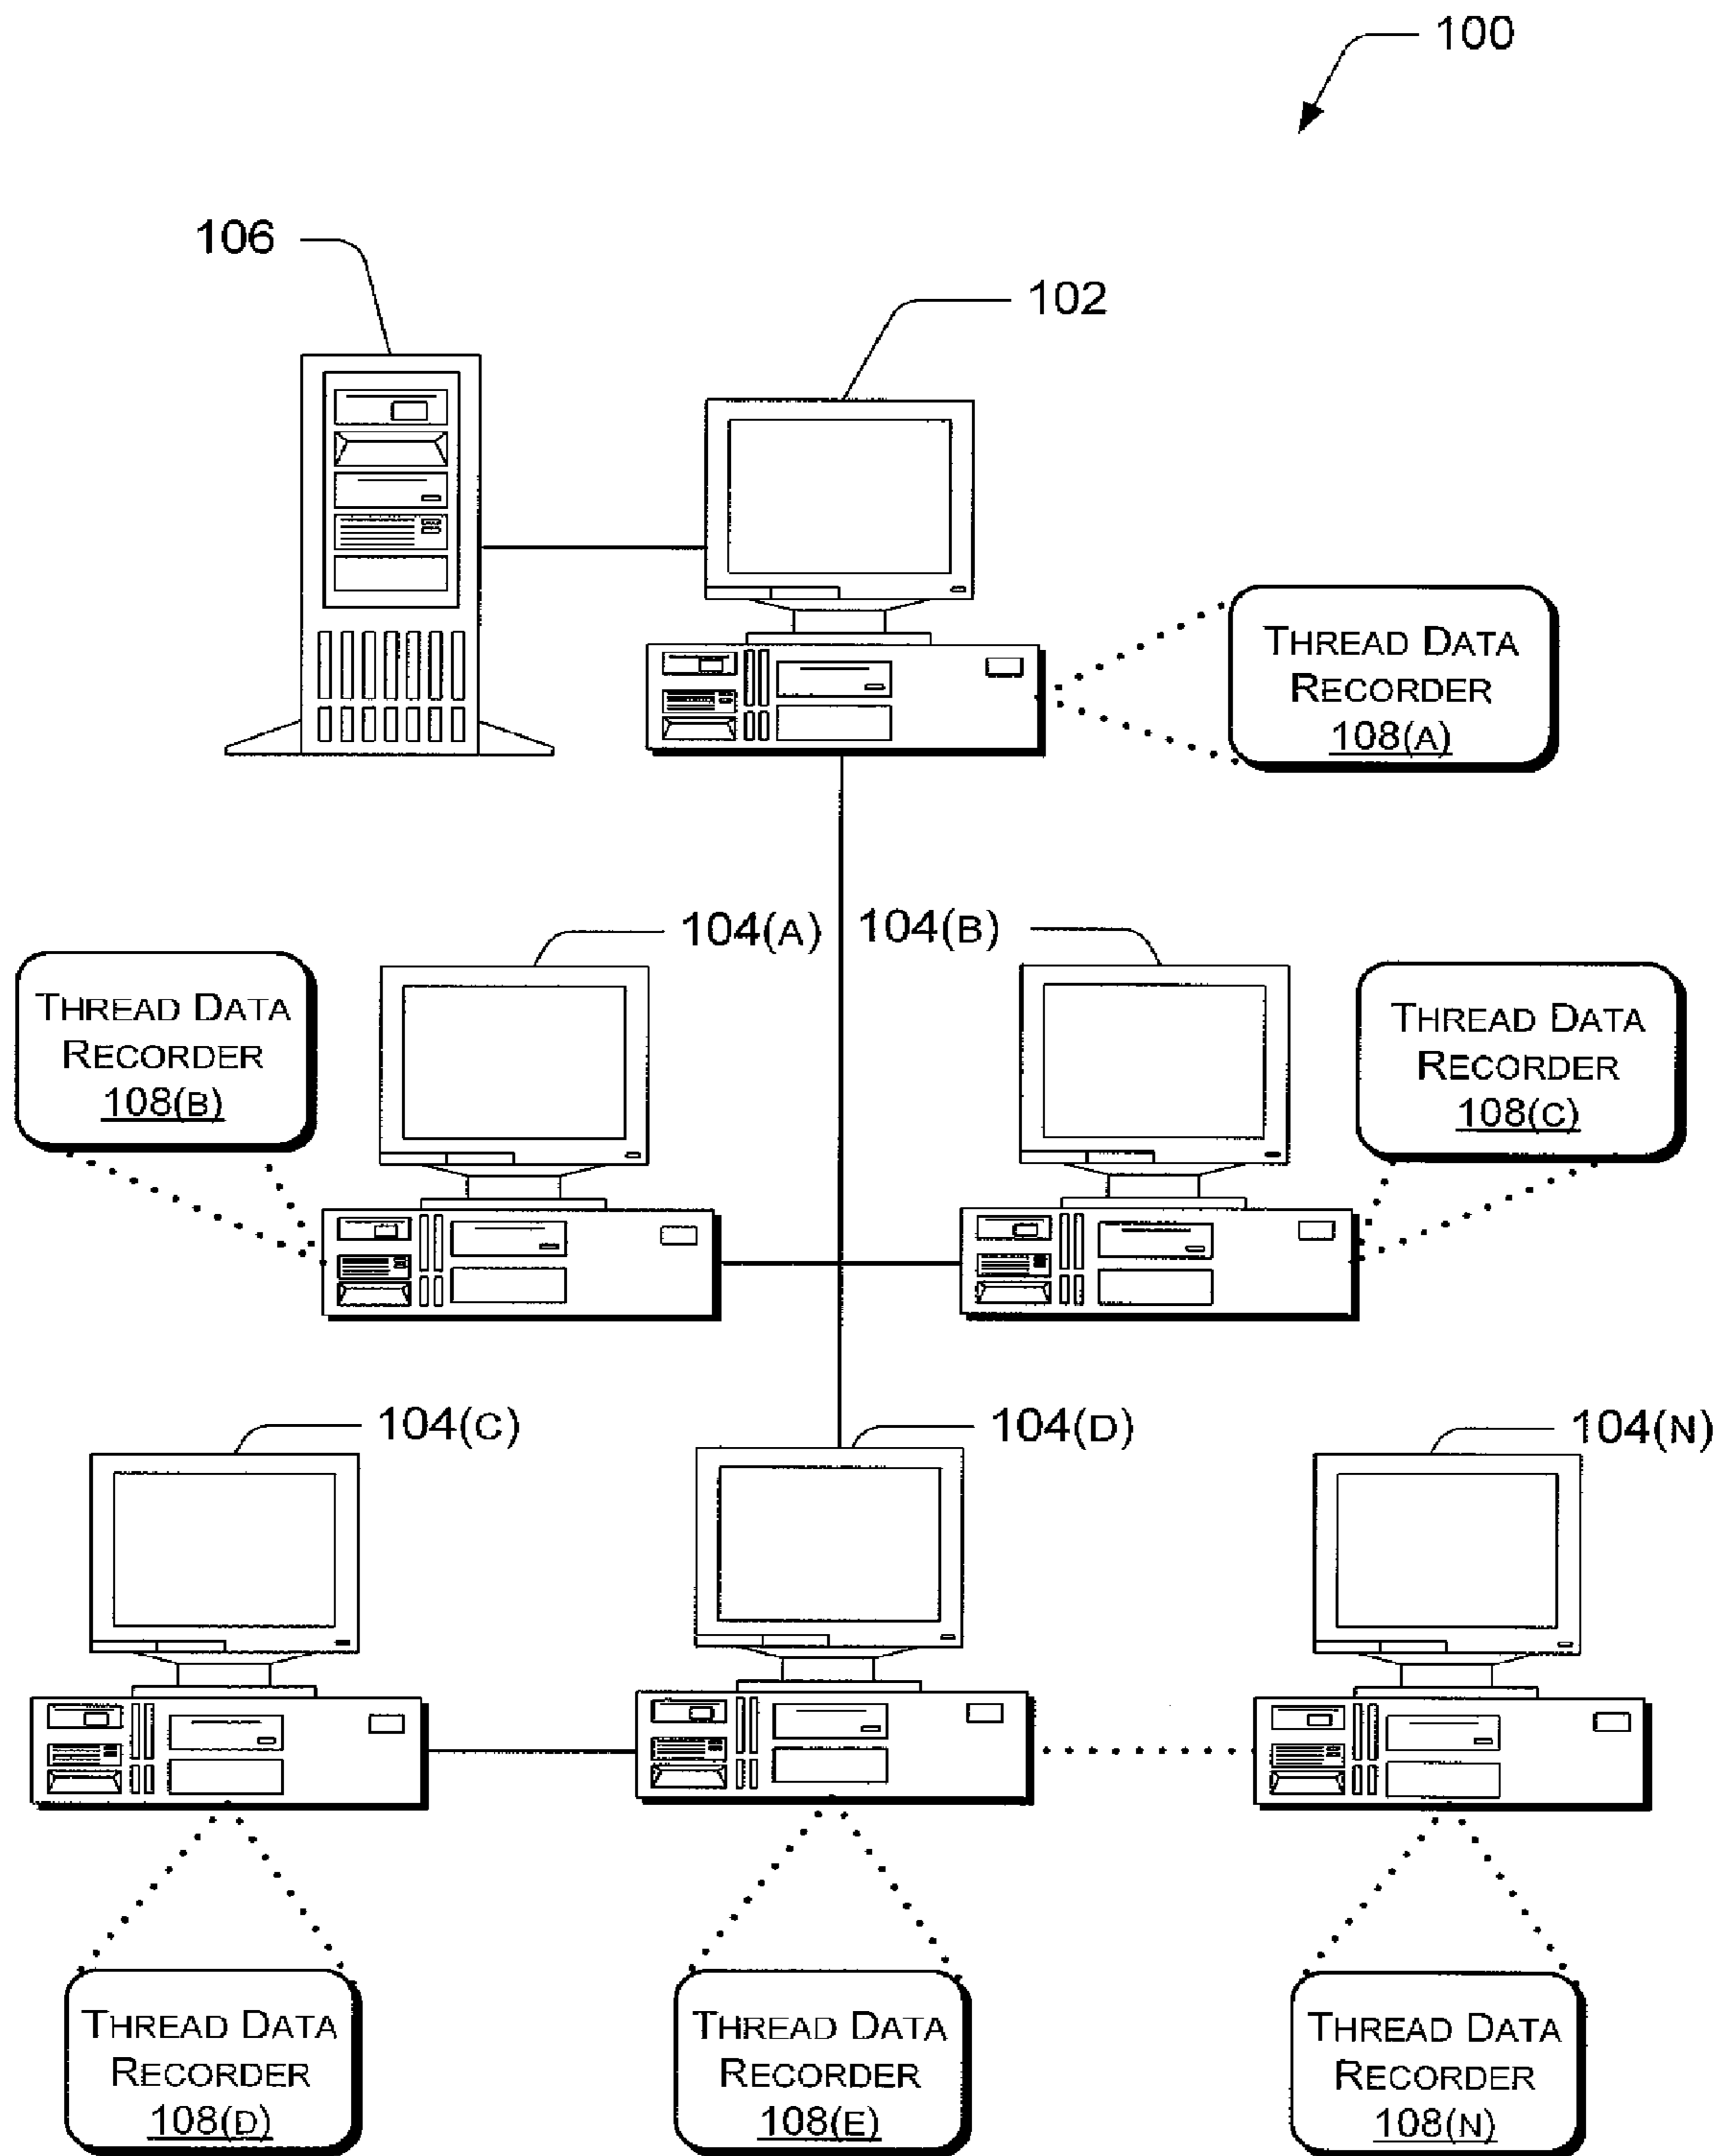 100
106
102
THREAD DATA
RECORDER
108(A)
104(A)
104(B)
THREAD DATA
RECORDER
108(B)
THREAD DATA
RECORDER
108(C)
104(C)
104(D)
104(N)
THREAD DATA
RECORDER
108(D)
THREAD DATA
RECORDER
108(E)
THREAD DATA
RECORDER
108(N)